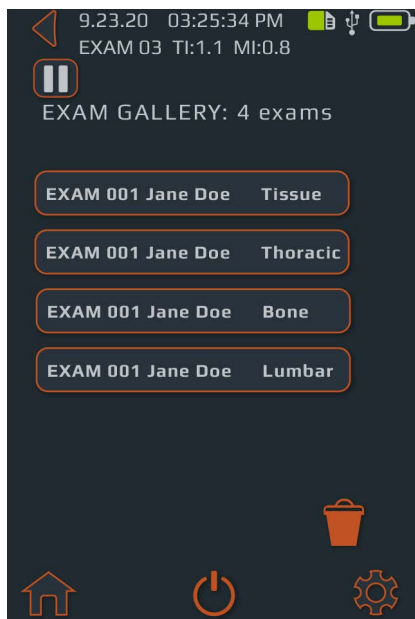 9.23.20 03:25:34 PM
EXAM 03 TI:1.1 MI:0.8
EXAM GALLERY: 4 exams
EXAM 001 Jane Doe Tissue
EXAM 001 Jane Doe Thoracic
EXAM 001 Jane Doe Bone
EXAM 001 Jane Doe Lumbar